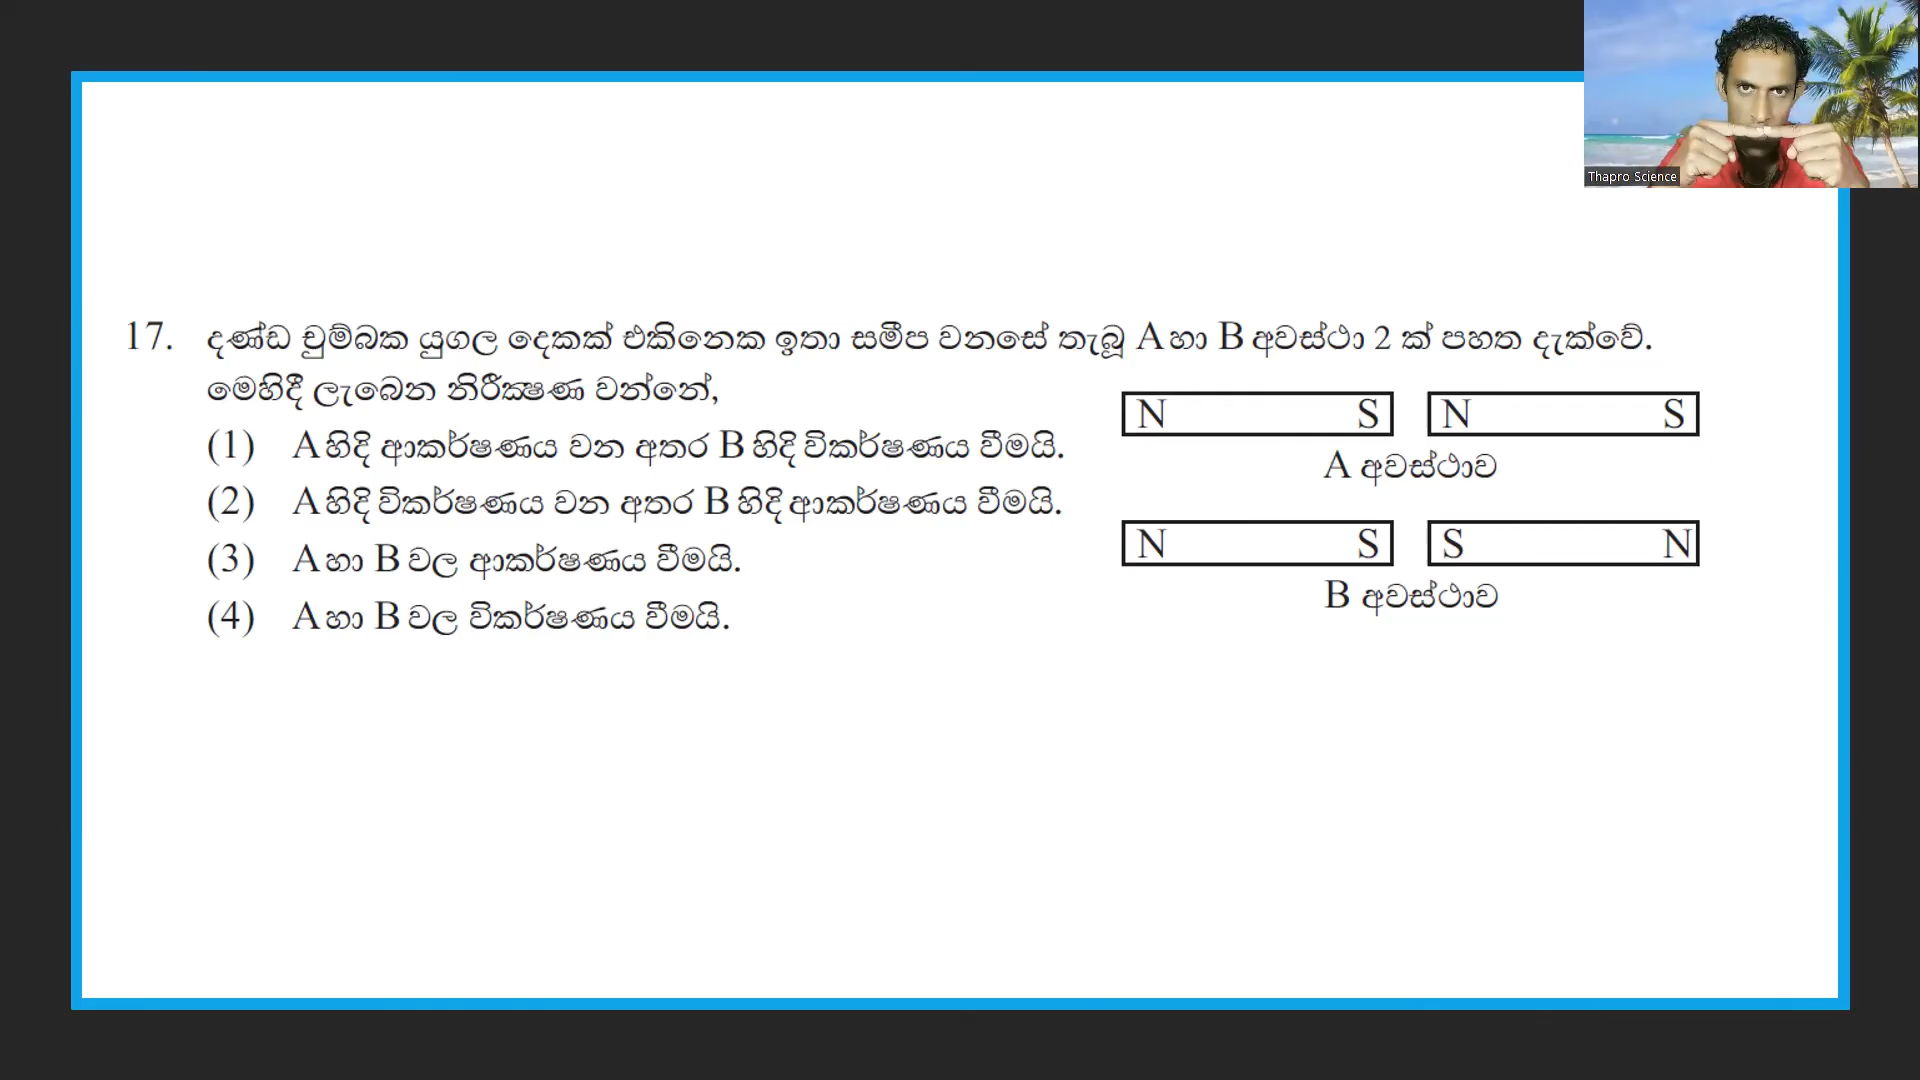 Thapro Science
17. දණ්ඩ චුම්බක යුගල දෙකක් එකිනෙක ඉතා සමීප වනසේ තැබූ A හා B අවස්ථා 2 ක් පහත දැක්වේ.
මෙහිදී ලැබෙන නිරීක්‍ෂණ වන්නේ,
(1) A හිදි ආකර්ෂණය වන අතර B හිදි විකර්ෂණය වීමයි.
(2) A හිදි විකර්ෂණය වන අතර B හිදි ආකර්ෂණය වීමයි.
(3) A හා B වල ආකර්ෂණය වීමයි.
(4) A හා B වල විකර්ෂණය වීමයි.
N S N S
A අවස්ථාව
N S S N
B අවස්ථාව